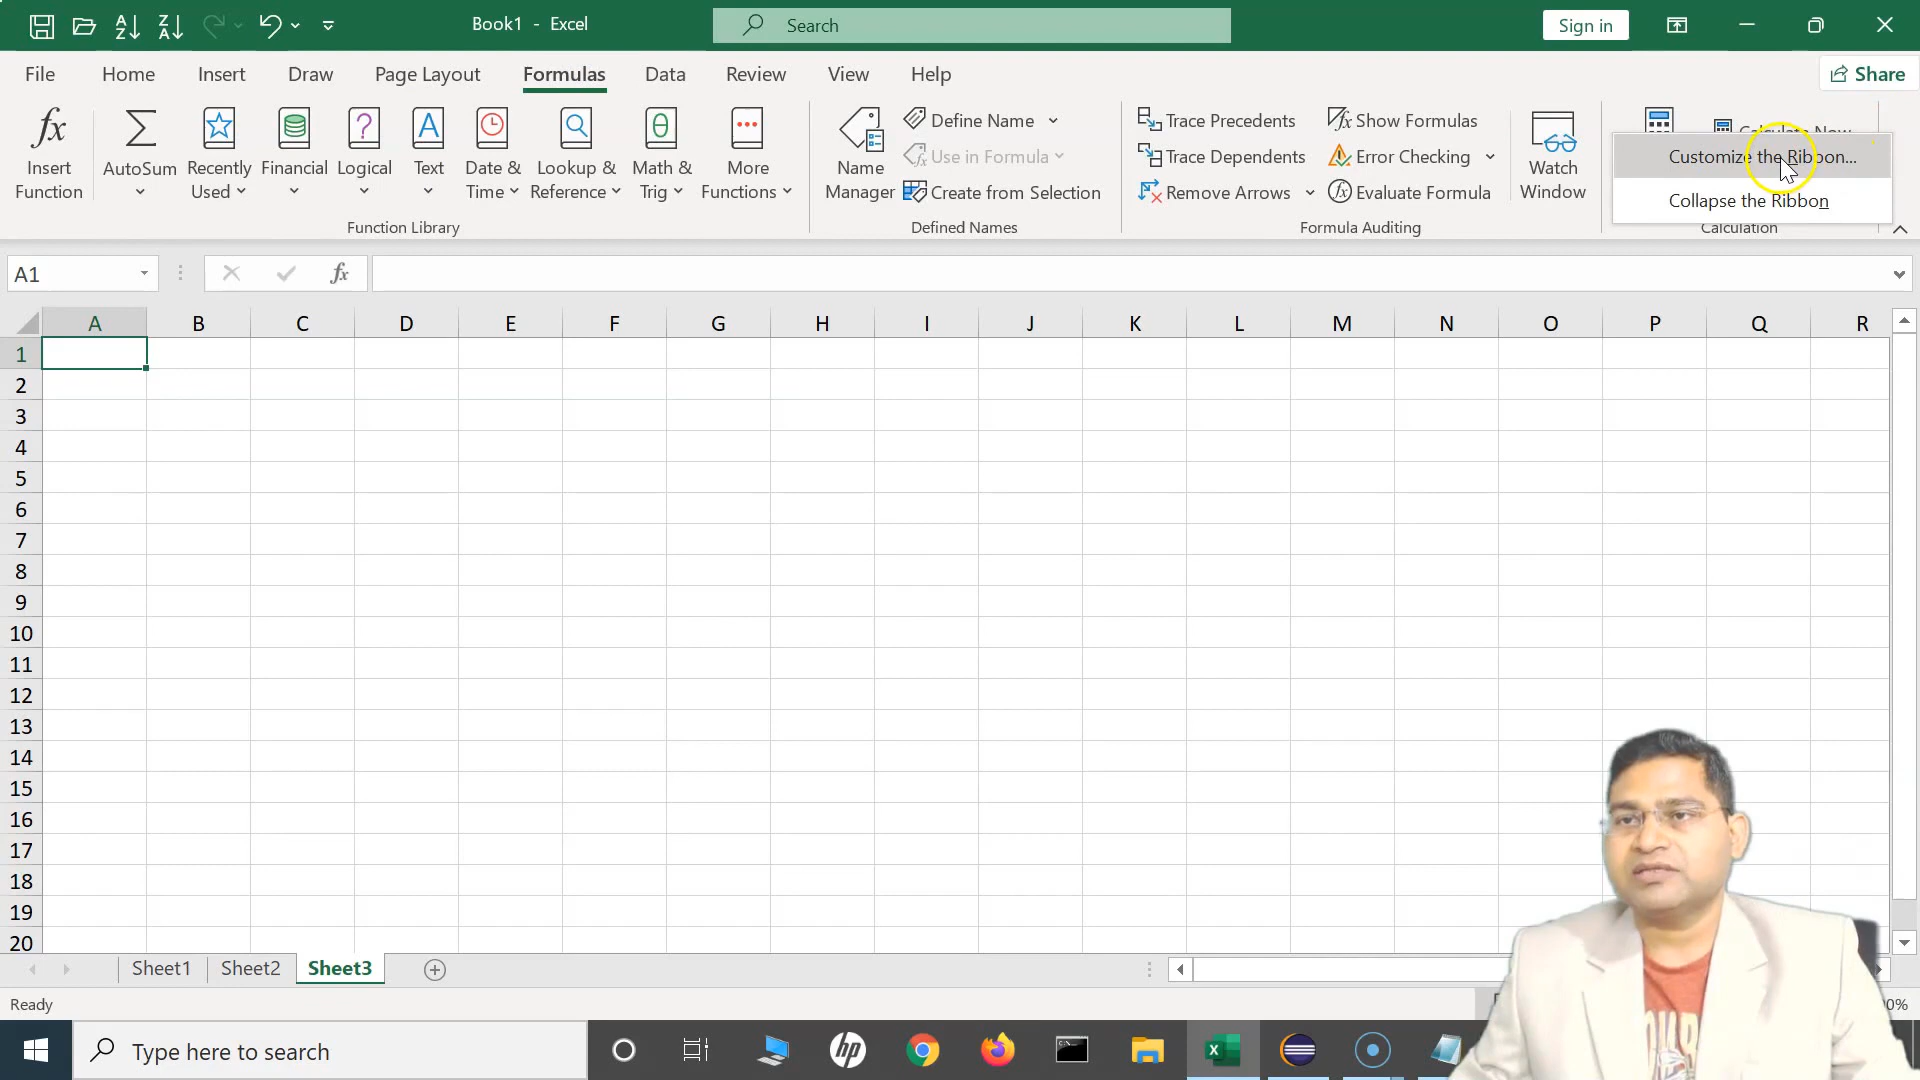 Book1 - Excel
Search
Sign in
File Home Insert Draw Page Layout Formulas Data Review View Help
Share
Insert Function
AutoSum
Recently Used
Financial
Logical
Text
Date & Time
Lookup & Reference
Math & Trig
More Functions
Function Library
Name Manager
Define Name
Use in Formula
Create from Selection
Defined Names
Trace Precedents
Trace Dependents
Remove Arrows
Show Formulas
Error Checking
Evaluate Formula
Formula Auditing
Watch Window
Calculate Now
Customize the Ribbon...
Collapse the Ribbon
Calculation
A1
fx
A B C D E F G H I J K L M N O P Q R
1
2
3
4
5
6
7
8
9
10
11
12
13
14
15
16
17
18
19
20
Sheet1 Sheet2 Sheet3
Ready
Type here to search